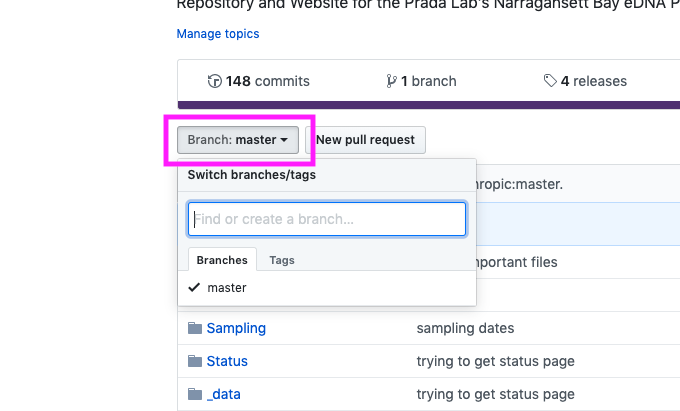 Repository and Website for the Prada Lab's Narragansett Bay eDNA P
Manage topics
148 commits 1 branch 4 releases
Branch: master New pull request
Switch branches/tags
hropic:master.
Find or create a branch...
Branches Tags
mportant files
master
Sampling sampling dates
Status trying to get status page
_data trying to get status page